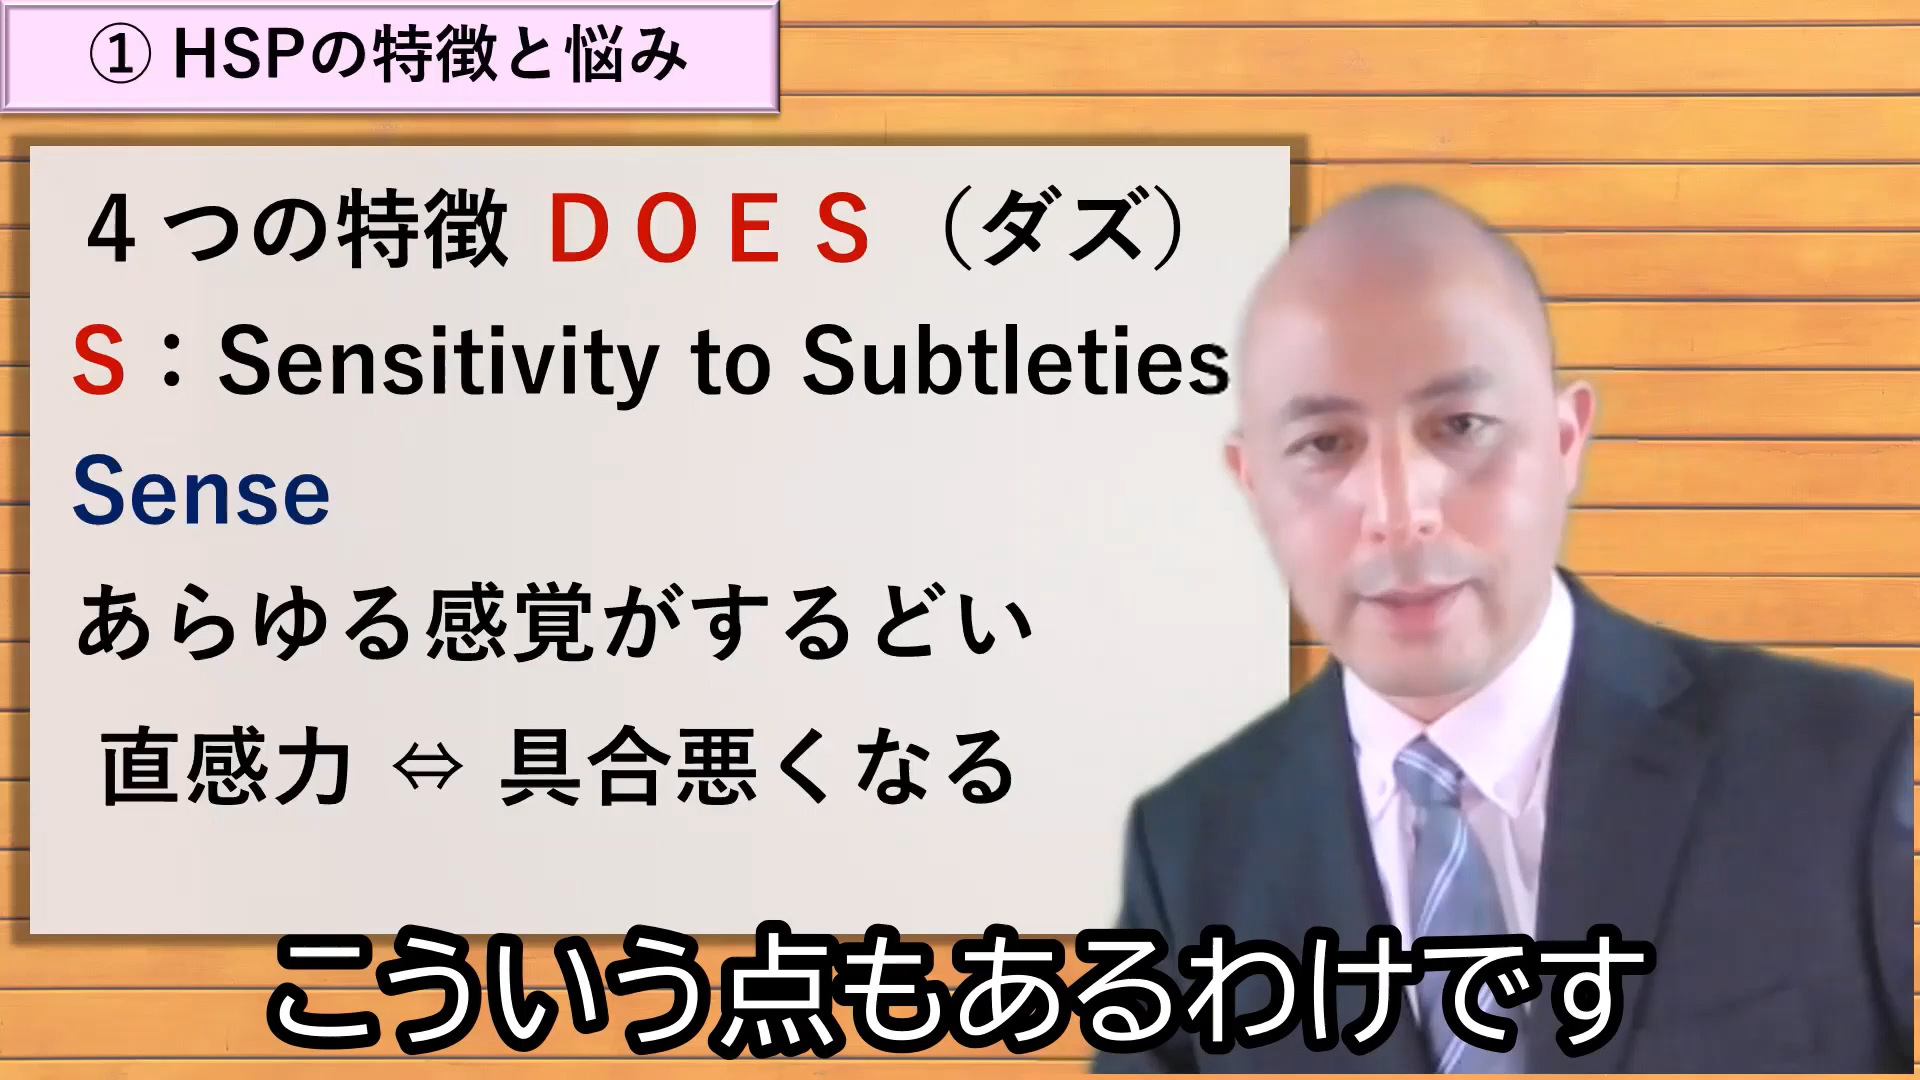 ① HSPの特徴と悩み
４つの特徴 ＤＯＥＳ（ダズ）
S：Sensitivity to Subtleties
Sense
あらゆる感覚がするどい
直感力 ⇔ 具合悪くなる
こういう点もあるわけです